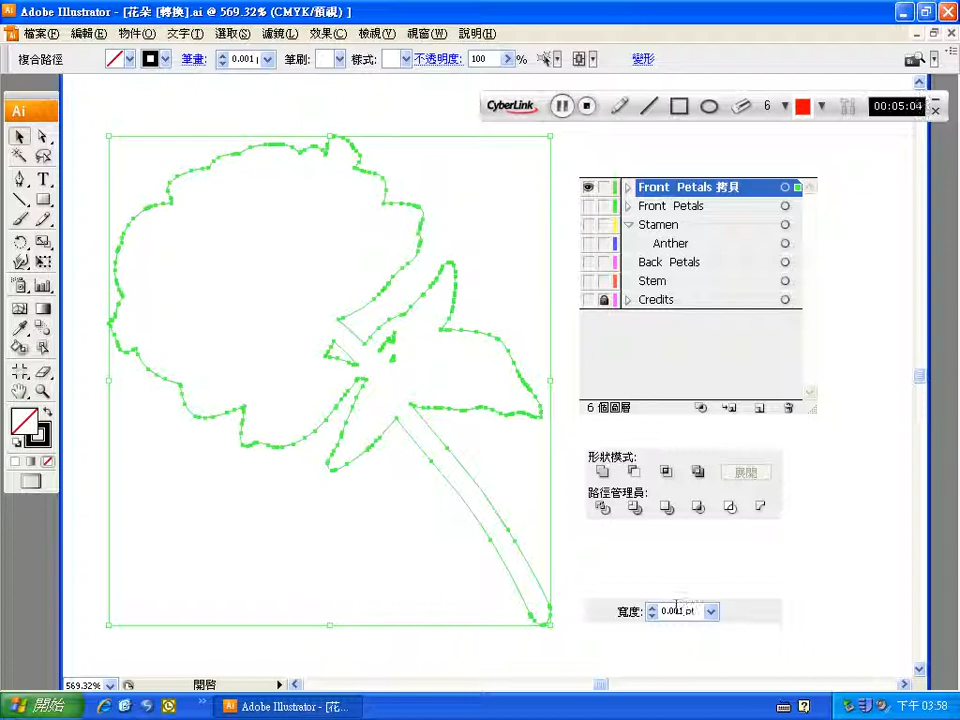 Adobe Illustrator - [花朵 [轉換].ai @ 569.32% (CMYK/預視) ]
檔案(F) 編輯(E) 物件(O) 文字(T) 選取(S) 濾鏡(L) 效果(C) 檢視(V) 視窗(W) 說明(H)
複合路徑 筆畫: 0.001 筆刷: 樣式: 不透明度: 100 % 變形
CyberLink 6 00:05:04
Ai
T
Front Petals 拷貝
Front Petals
Stamen
Anther
Back Petals
Stem
Credits
6 個圖層
形狀模式:
展開
路徑管理員:
寬度: 0.001 pt
569.32% 開啓
開始 Adobe Illustrator - [花... 下午 03:58